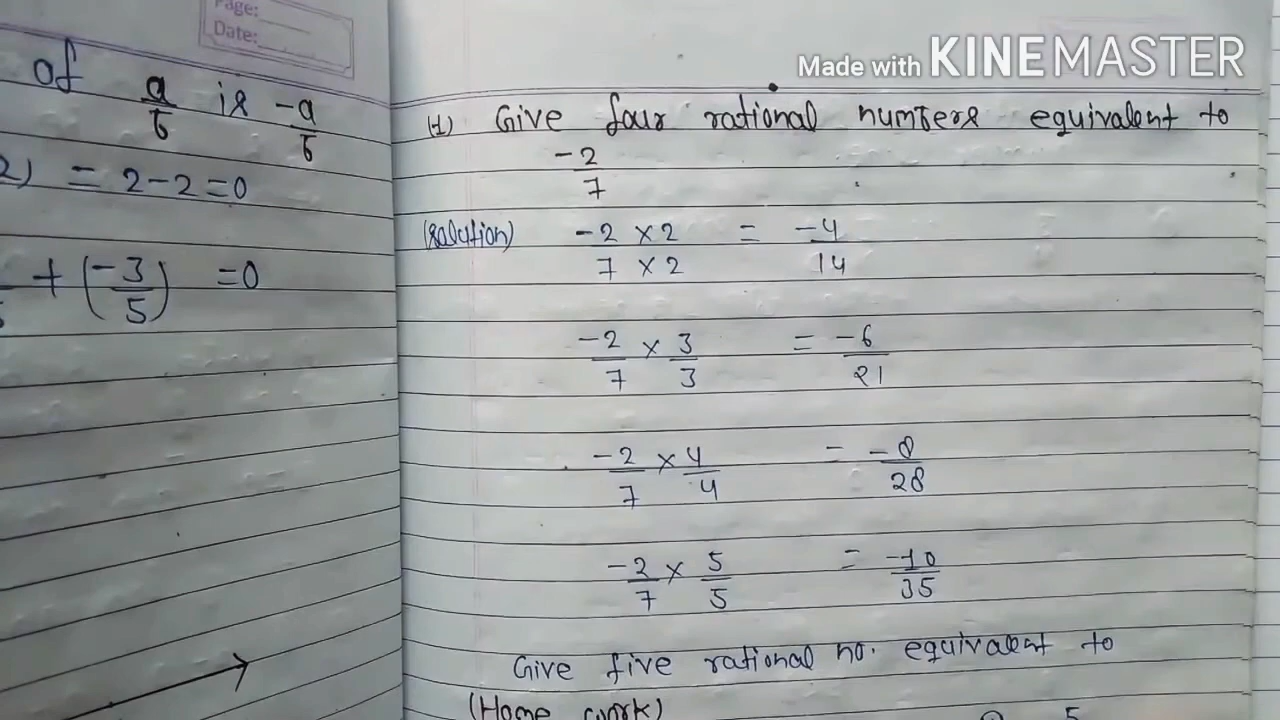 Page:
Date:
of a/b is -a/b
2) = 2-2=0
+ (-3/5) =0
Made with KINEMASTER
(1) Give four rational numbers equivalent to
-2/7
(solution) -2 × 2 / 7 × 2 = -4/14
-2/7 × 3/3 = -6/21
-2/7 × 4/4 = -8/28
-2/7 × 5/5 = -10/35
Give five rational no. equivalent to
(Home work)
5